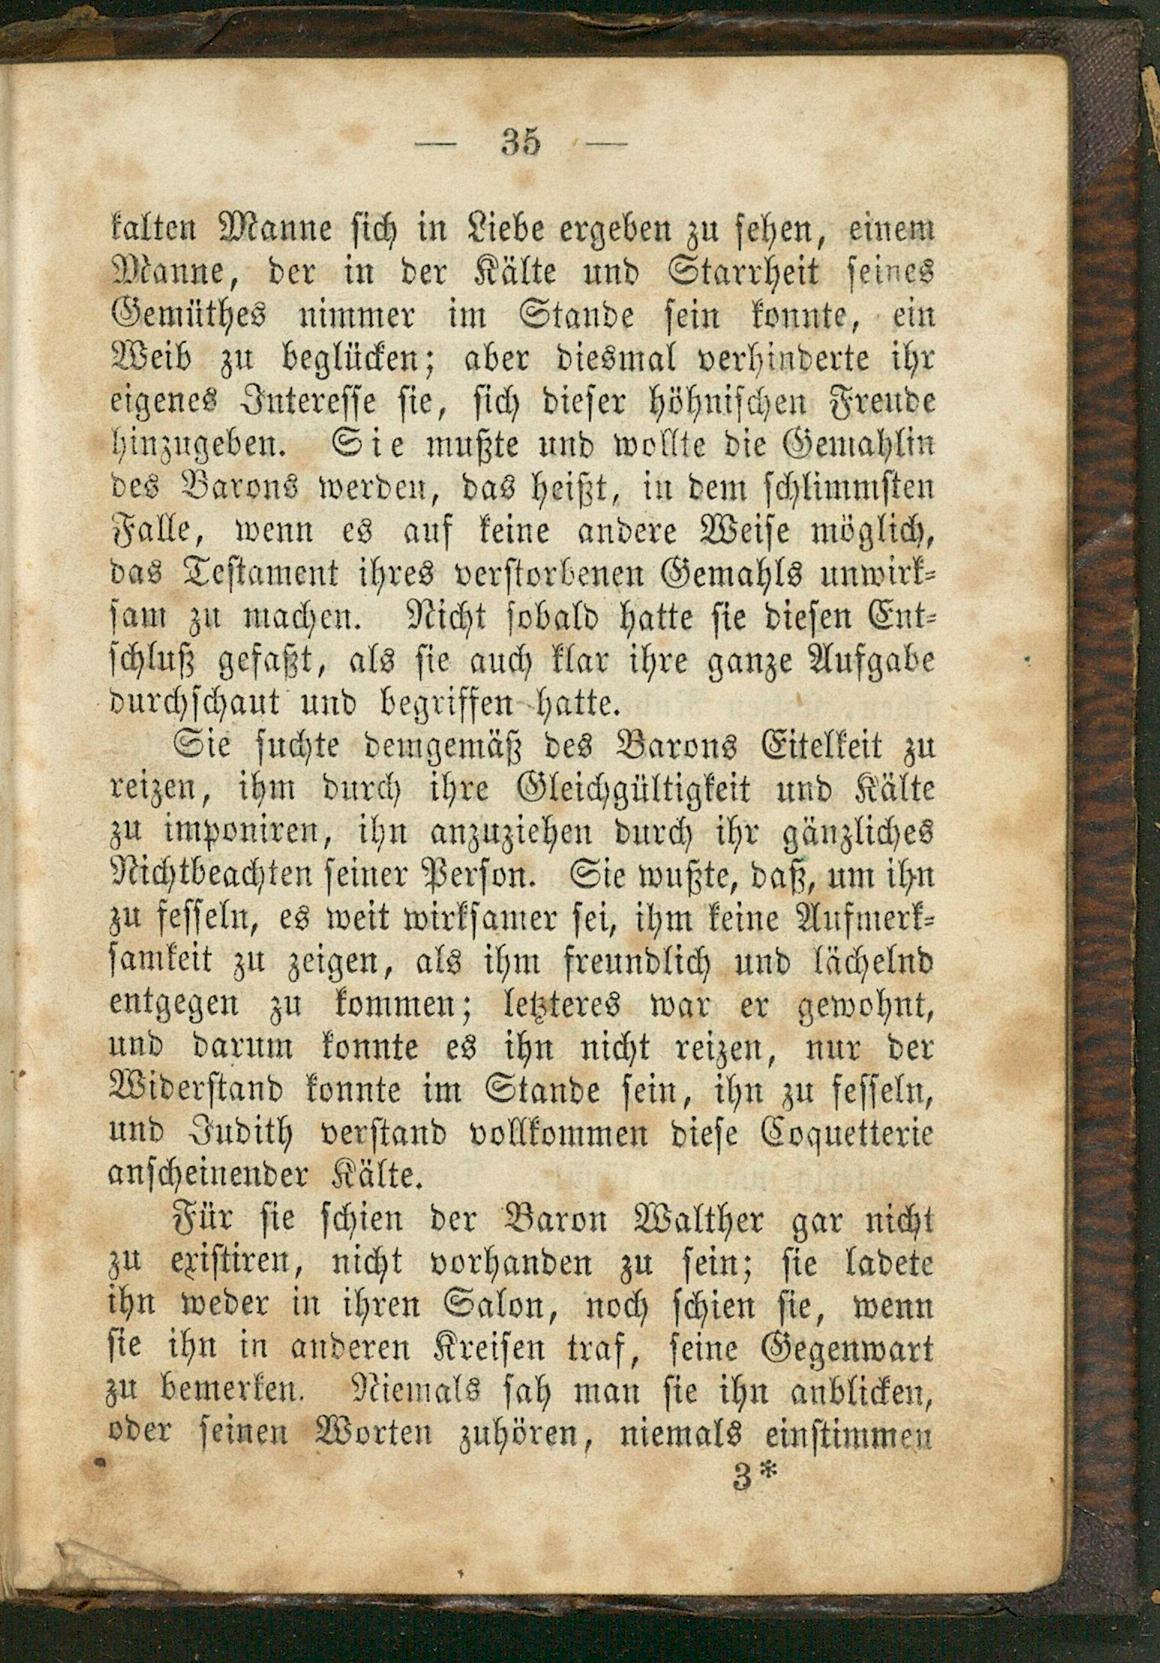 — 35 —
kalten Manne sich in Liebe ergeben zu sehen, einem
Manne, der in der Kälte und Starrheit seines
Gemüthes nimmer im Stande sein konnte, ein
Weib zu beglücken; aber diesmal verhinderte ihr
eigenes Interesse sie, sich dieser höhnischen Freude
hinzugeben. Sie mußte und wollte die Gemahlin
des Barons werden, das heißt, in dem schlimmsten
Falle, wenn es auf keine andere Weise möglich,
das Testament ihres verstorbenen Gemahls unwirk-
sam zu machen. Nicht sobald hatte sie diesen Ent-
schluß gefaßt, als sie auch klar ihre ganze Aufgabe
durchschaut und begriffen hatte.
Sie suchte demgemäß des Barons Eitelkeit zu
reizen, ihm durch ihre Gleichgültigkeit und Kälte
zu imponiren, ihn anzuziehen durch ihr gänzliches
Nichtbeachten seiner Person. Sie wußte, daß, um ihn
zu fesseln, es weit wirksamer sei, ihm keine Aufmerk-
samkeit zu zeigen, als ihm freundlich und lächelnd
entgegen zu kommen; letzteres war er gewohnt,
und darum konnte es ihn nicht reizen, nur der
Widerstand konnte im Stande sein, ihn zu fesseln,
und Judith verstand vollkommen diese Coquetterie
anscheinender Kälte.
Für sie schien der Baron Walther gar nicht
zu existiren, nicht vorhanden zu sein; sie ladete
ihn weder in ihren Salon, noch schien sie, wenn
sie ihn in anderen Kreisen traf, seine Gegenwart
zu bemerken. Niemals sah man sie ihn anblicken,
oder seinen Worten zuhören, niemals einstimmen
3*